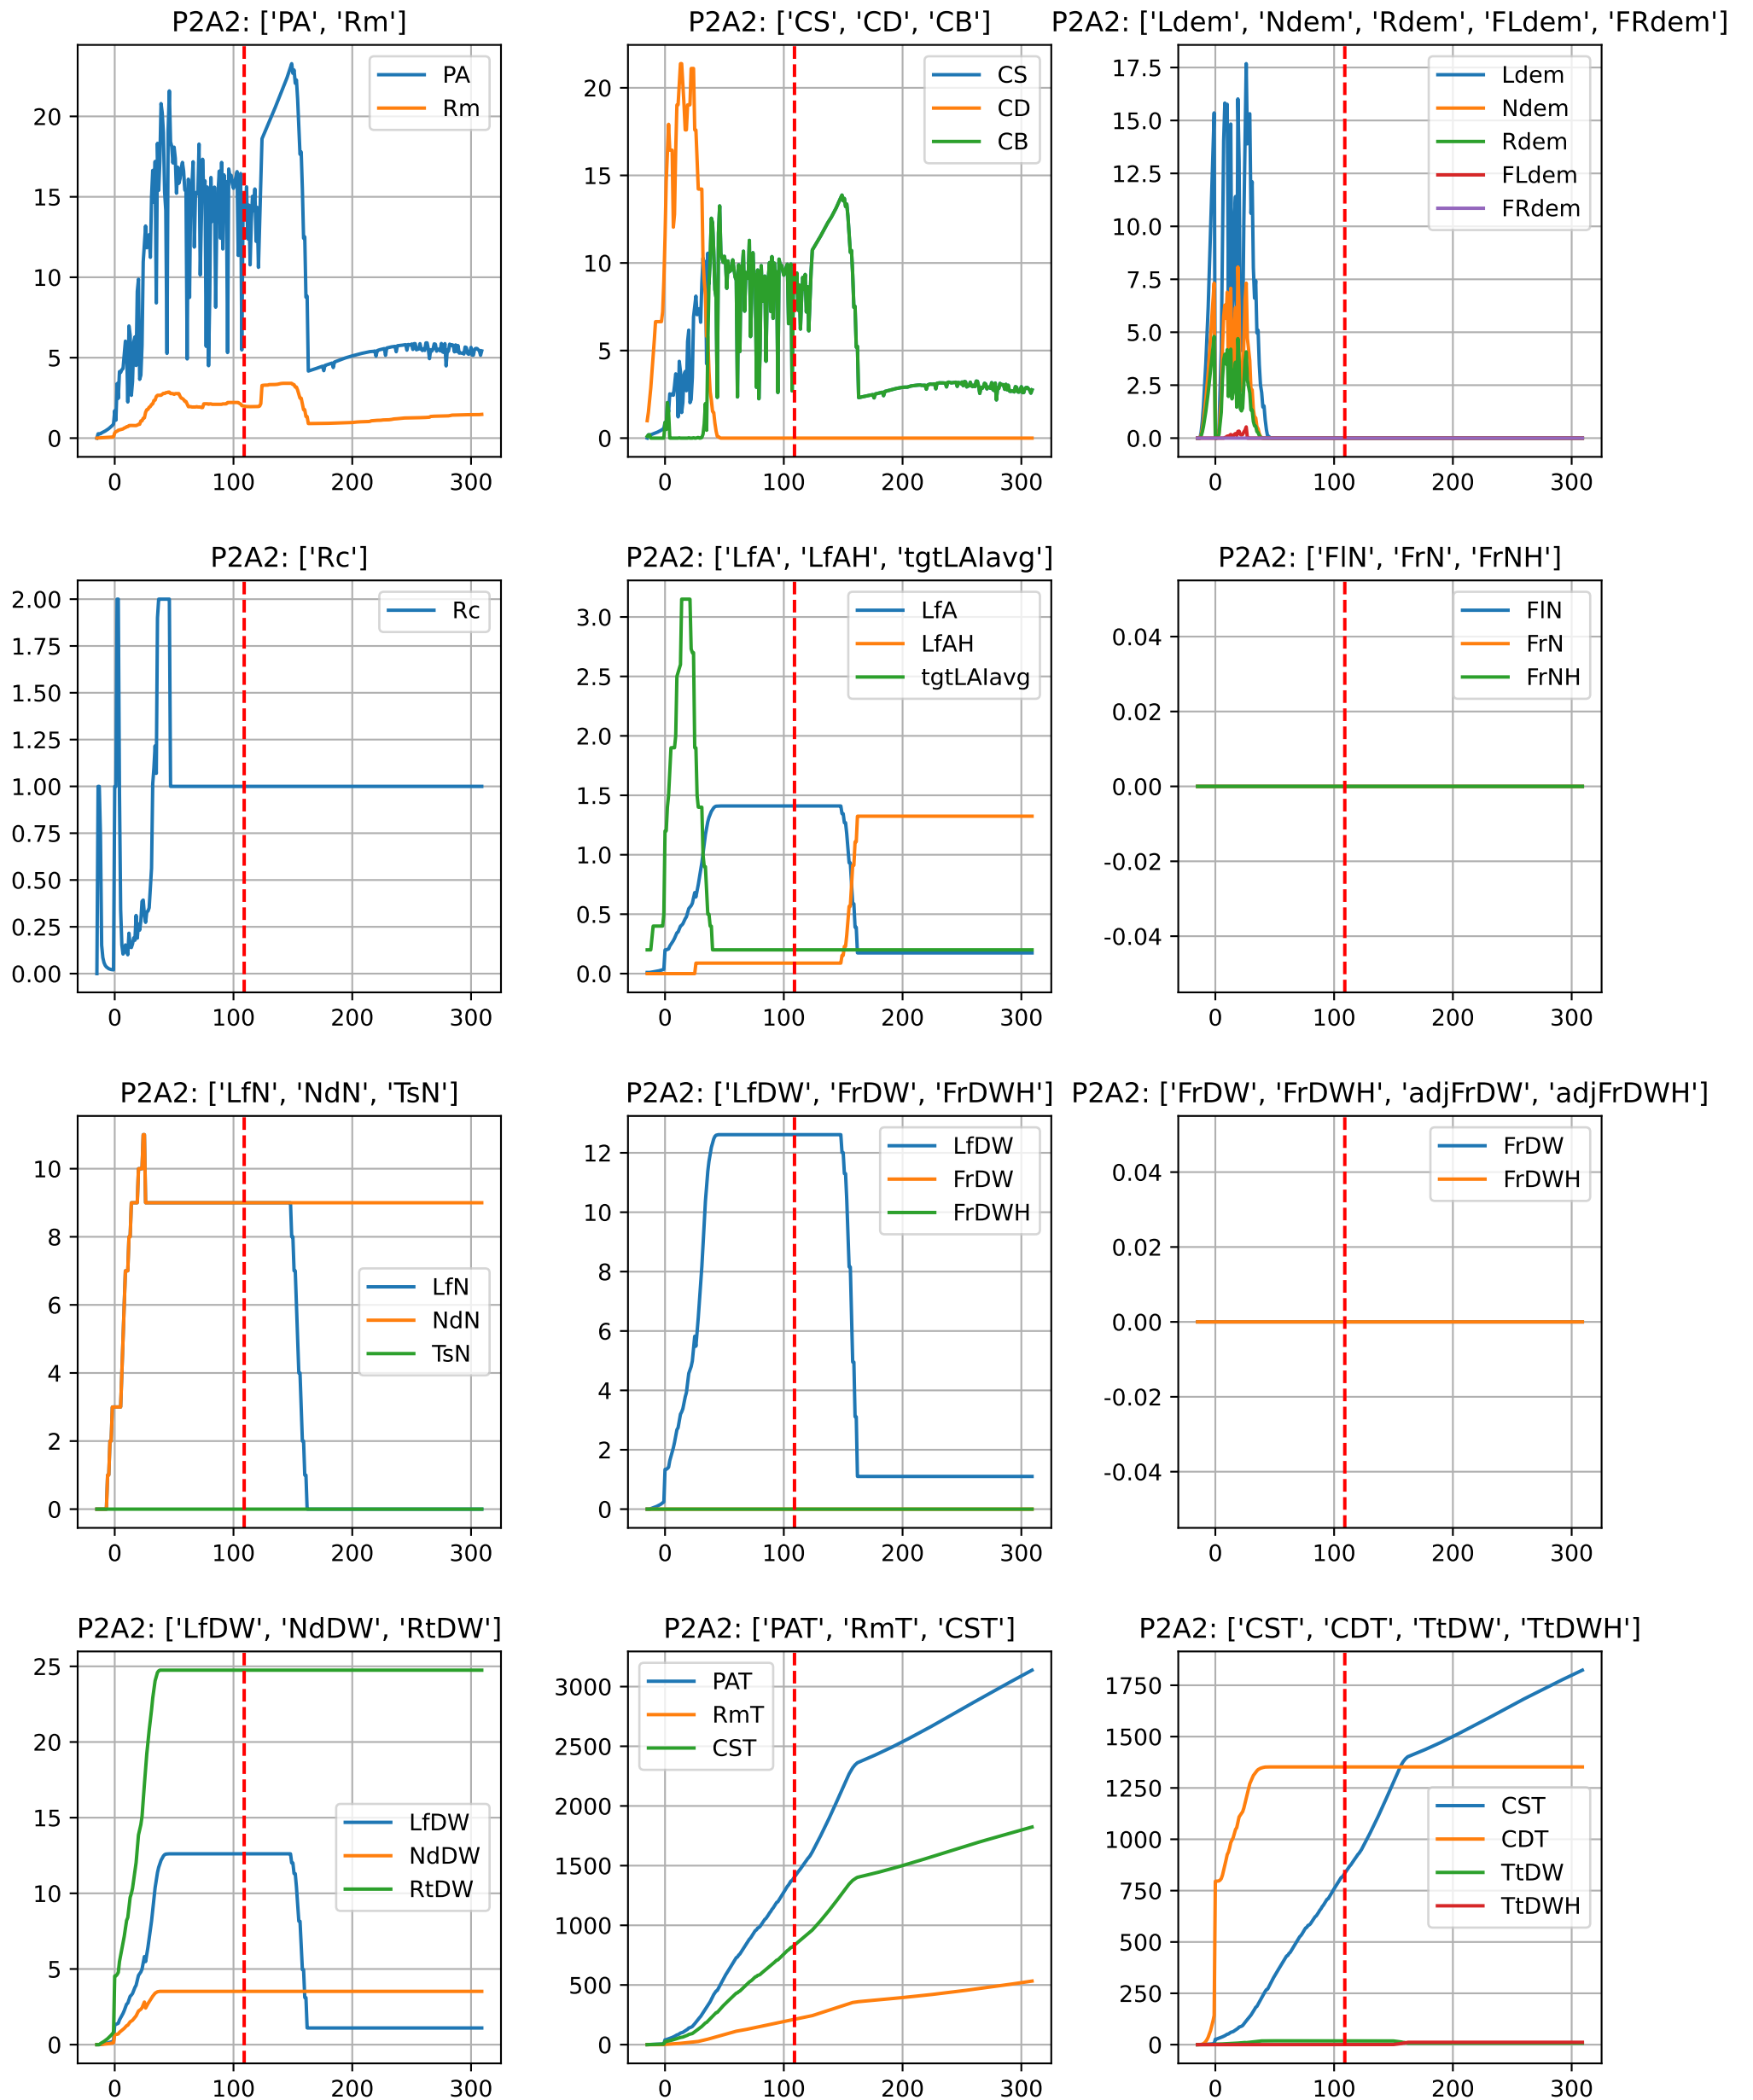 P2A2: ['PA', 'Rm']
20
15
10
5
0
0 100 200 300
PA
Rm
P2A2: ['CS', 'CD', 'CB']
20
15
10
5
0
0 100 200 300
CS
CD
CB
P2A2: ['Ldem', 'Ndem', 'Rdem', 'FLdem', 'FRdem']
17.5
15.0
12.5
10.0
7.5
5.0
2.5
0.0
0 100 200 300
Ldem
Ndem
Rdem
FLdem
FRdem
P2A2: ['Rc']
2.00
1.75
1.50
1.25
1.00
0.75
0.50
0.25
0.00
0 100 200 300
Rc
P2A2: ['LfA', 'LfAH', 'tgtLAIavg']
3.0
2.5
2.0
1.5
1.0
0.5
0.0
0 100 200 300
LfA
LfAH
tgtLAIavg
P2A2: ['FlN', 'FrN', 'FrNH']
0.04
0.02
0.00
-0.02
-0.04
0 100 200 300
FlN
FrN
FrNH
P2A2: ['LfN', 'NdN', 'TsN']
10
8
6
4
2
0
0 100 200 300
LfN
NdN
TsN
P2A2: ['LfDW', 'FrDW', 'FrDWH']
12
10
8
6
4
2
0
0 100 200 300
LfDW
FrDW
FrDWH
P2A2: ['FrDW', 'FrDWH', 'adjFrDW', 'adjFrDWH']
0.04
0.02
0.00
-0.02
-0.04
0 100 200 300
FrDW
FrDWH
P2A2: ['LfDW', 'NdDW', 'RtDW']
25
20
15
10
5
0
0 100 200 300
LfDW
NdDW
RtDW
P2A2: ['PAT', 'RmT', 'CST']
3000
2500
2000
1500
1000
500
0
0 100 200 300
PAT
RmT
CST
P2A2: ['CST', 'CDT', 'TtDW', 'TtDWH']
1750
1500
1250
1000
750
500
250
0
0 100 200 300
CST
CDT
TtDW
TtDWH